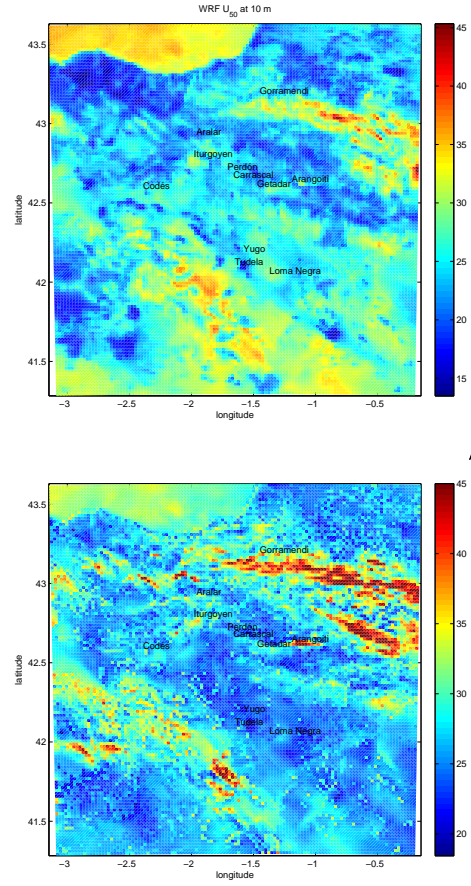 WRF U50 at 10 m
43.5
43
42.5
42
41.5
latitude
−3
−2.5
−2
−1.5
−1
−0.5
longitude
Gorramendi
Aralar
Iturgoyen
Perdón
Carrascal
Arangoiti
Codés
Getadar
Yugo
Tudela
Loma Negra
45
40
35
30
25
20
15
43.5
43
42.5
42
41.5
latitude
−3
−2.5
−2
−1.5
−1
−0.5
longitude
Gorramendi
Aralar
Iturgoyen
Perdón
Carrascal
Arangoiti
Codés
Getadar
Yugo
Tudela
Loma Negra
45
40
35
30
25
20